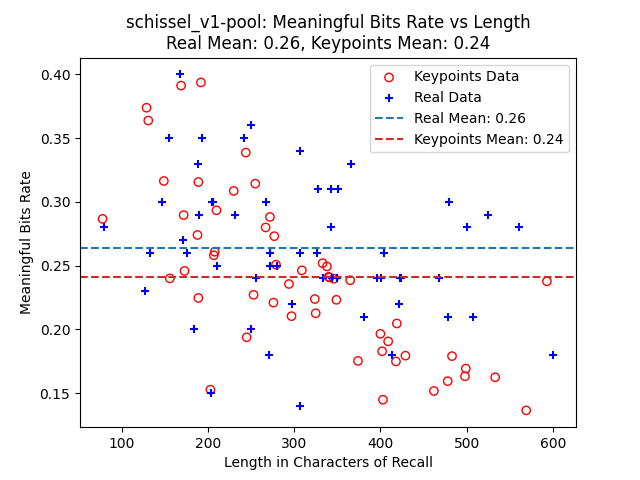 schissel_v1-pool: Meaningful Bits Rate vs Length
Real Mean: 0.26, Keypoints Mean: 0.24
Keypoints Data
Real Data
Real Mean: 0.26
Keypoints Mean: 0.24
Meaningful Bits Rate
0.40
0.35
0.30
0.25
0.20
0.15
100 200 300 400 500 600
Length in Characters of Recall